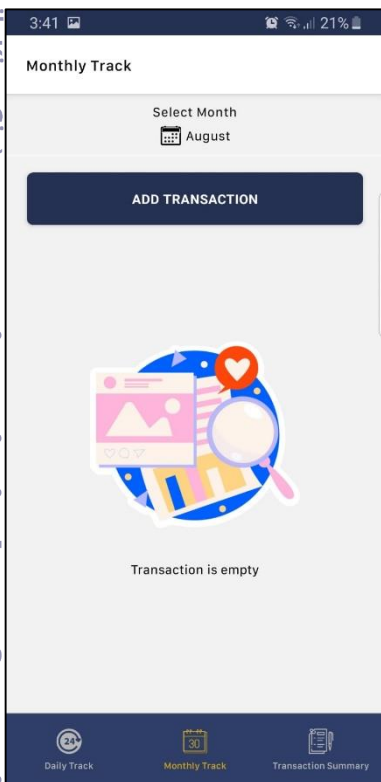 3:41 21%
Monthly Track
Select Month
August
ADD TRANSACTION
Transaction is empty
24
30
Daily Track Monthly Track Transaction Summary